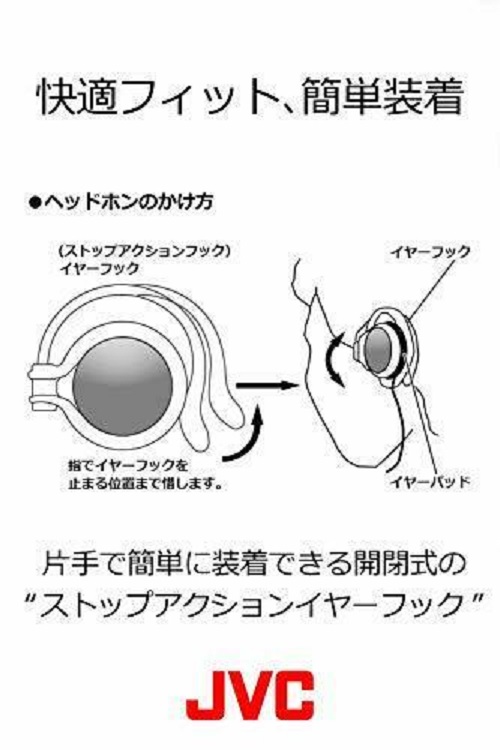 快適フィット、簡単装着
●ヘッドホンのかけ方
(ストップアクションフック)
イヤーフック
イヤーフック
指でイヤーフックを
止まる位置まで惜します。
イヤーパッド
片手で簡単に装着できる開閉式の
“ストップアクションイヤーフック”
JVC